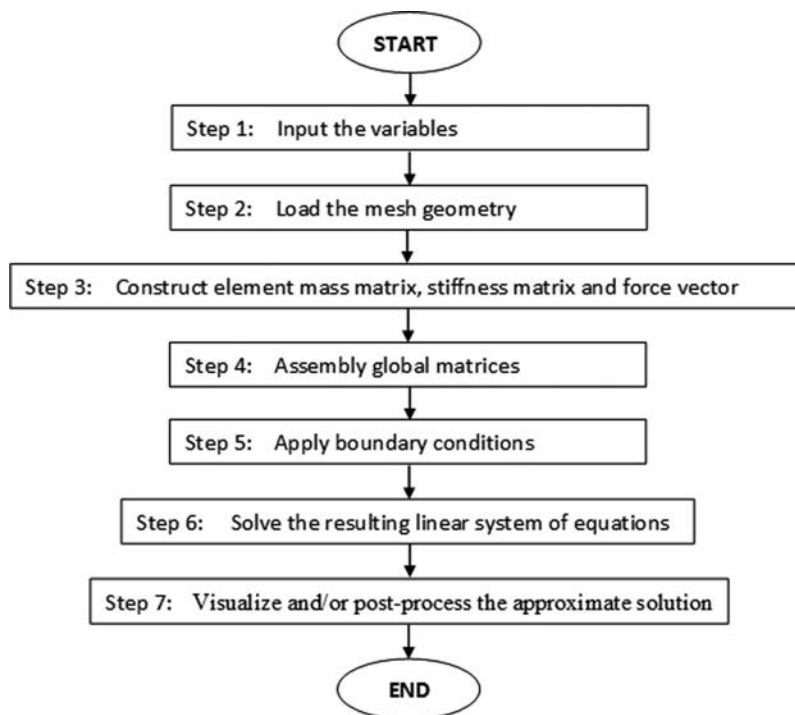 START
Step 1: Input the variables
Step 2: Load the mesh geometry
Step 3: Construct element mass matrix, stiffness matrix and force vector
Step 4: Assembly global matrices
Step 5: Apply boundary conditions
Step 6: Solve the resulting linear system of equations
Step 7: Visualize and/or post-process the approximate solution
END